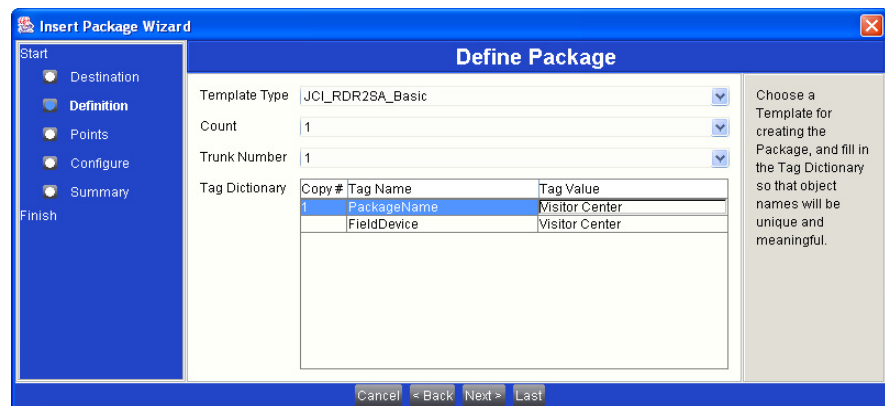 Insert Package Wizard
Start
Destination
Definition
Points
Configure
Summary
Finish
Define Package
Template Type JCI_RDR2SA_Basic
Count 1
Trunk Number 1
Tag Dictionary
Copy # Tag Name Tag Value
1 PackageName Visitor Center
FieldDevice Visitor Center
Choose a
Template for
creating the
Package, and fill in
the Tag Dictionary
so that object
names will be
unique and
meaningful.
Cancel < Back Next > Last